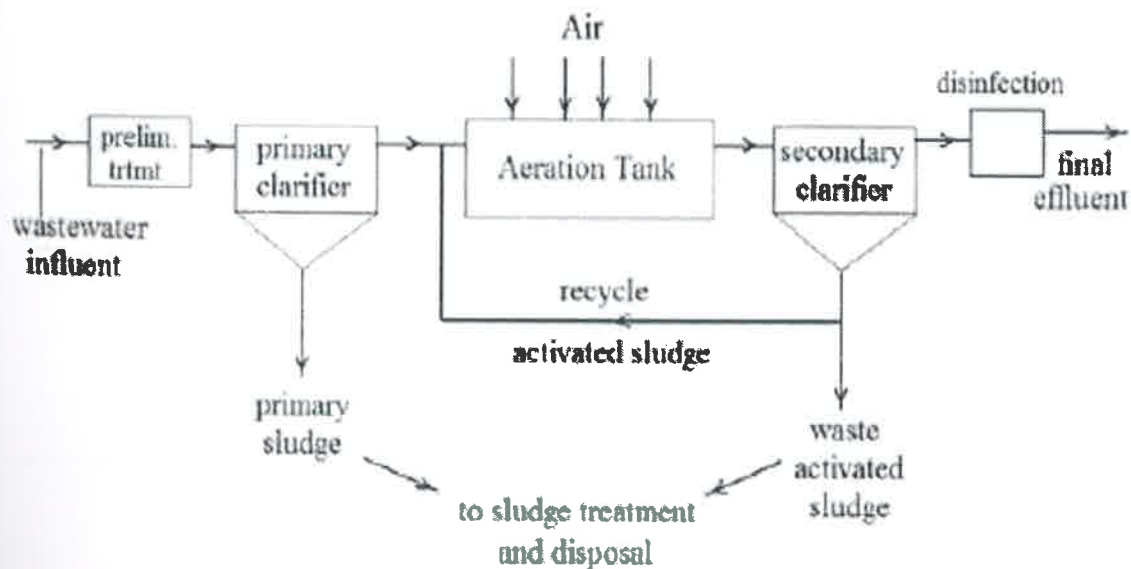 Air
disinfection
prelim.
trtmt
primary
clarifier
Aeration Tank
secondary
clarifier
final
effluent
wastewater
influent
recycle
activated sludge
primary
sludge
waste
activated
sludge
to sludge treatment
and disposal